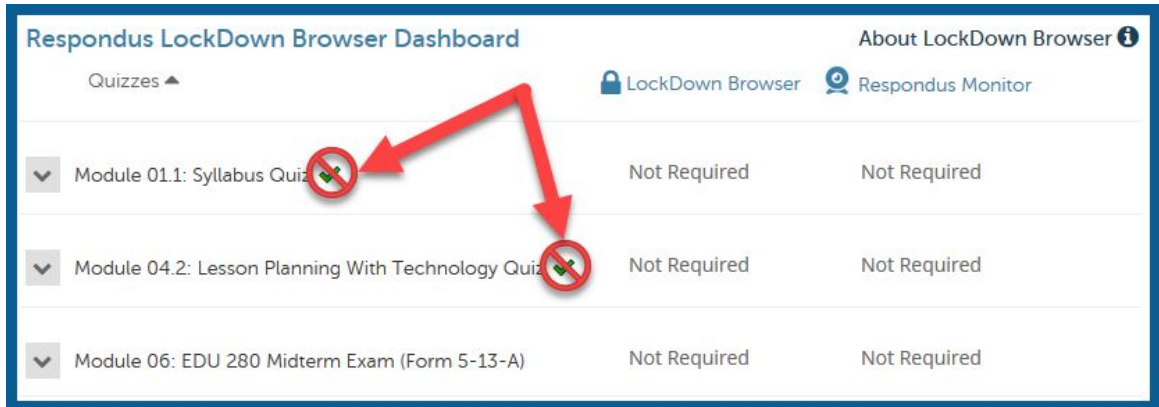 Respondus LockDown Browser Dashboard
About LockDown Browser
Quizzes
LockDown Browser
Respondus Monitor
Module 01.1: Syllabus Quiz
Not Required
Not Required
Module 04.2: Lesson Planning With Technology Quiz
Not Required
Not Required
Module 06: EDU 280 Midterm Exam (Form 5-13-A)
Not Required
Not Required